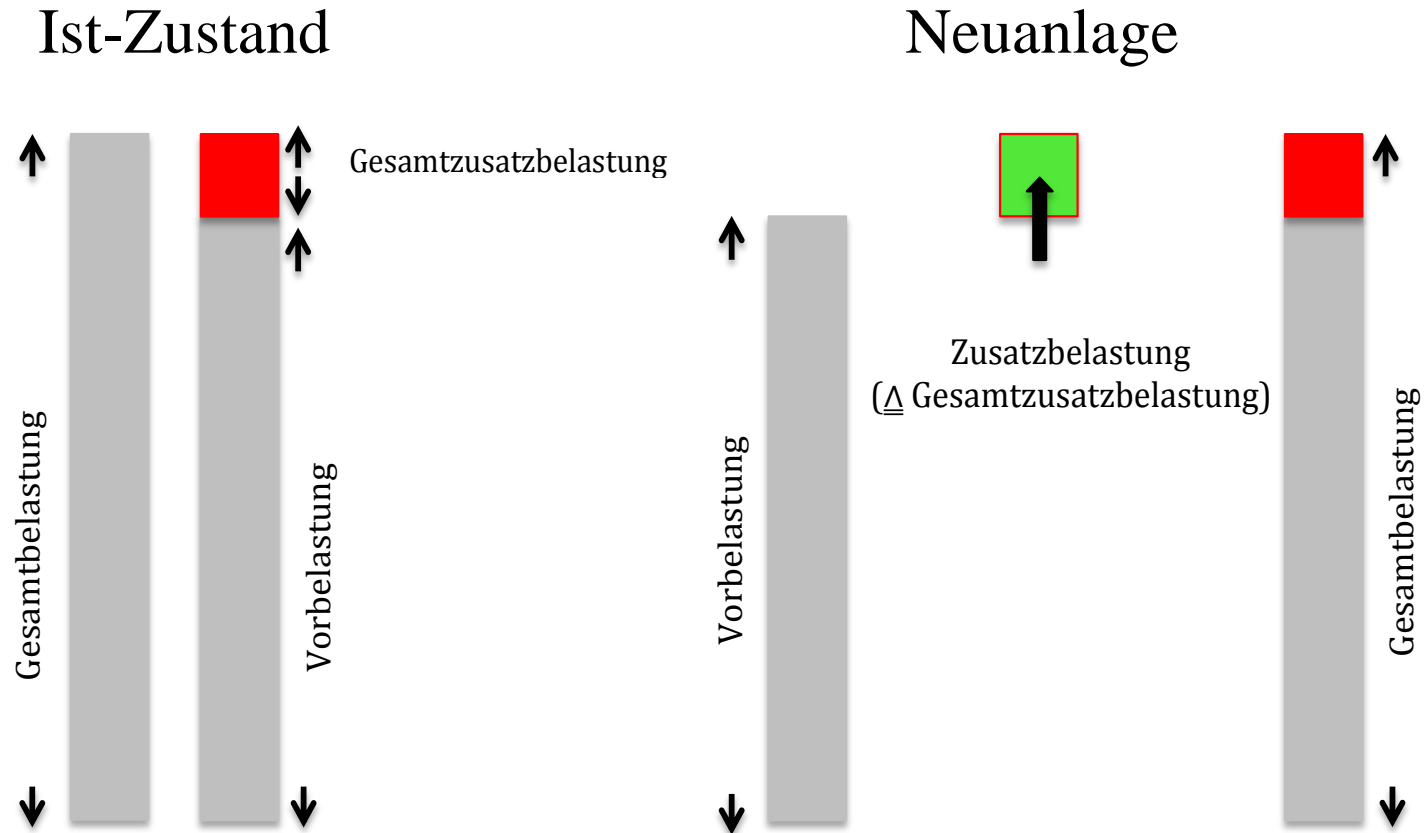 Ist-Zustand
Neuanlage
Gesamtzusatzbelastung
Gesamtbelastung
Vorbelastung
Vorbelastung
Zusatzbelastung
(≙ Gesamtzusatzbelastung)
Gesamtbelastung